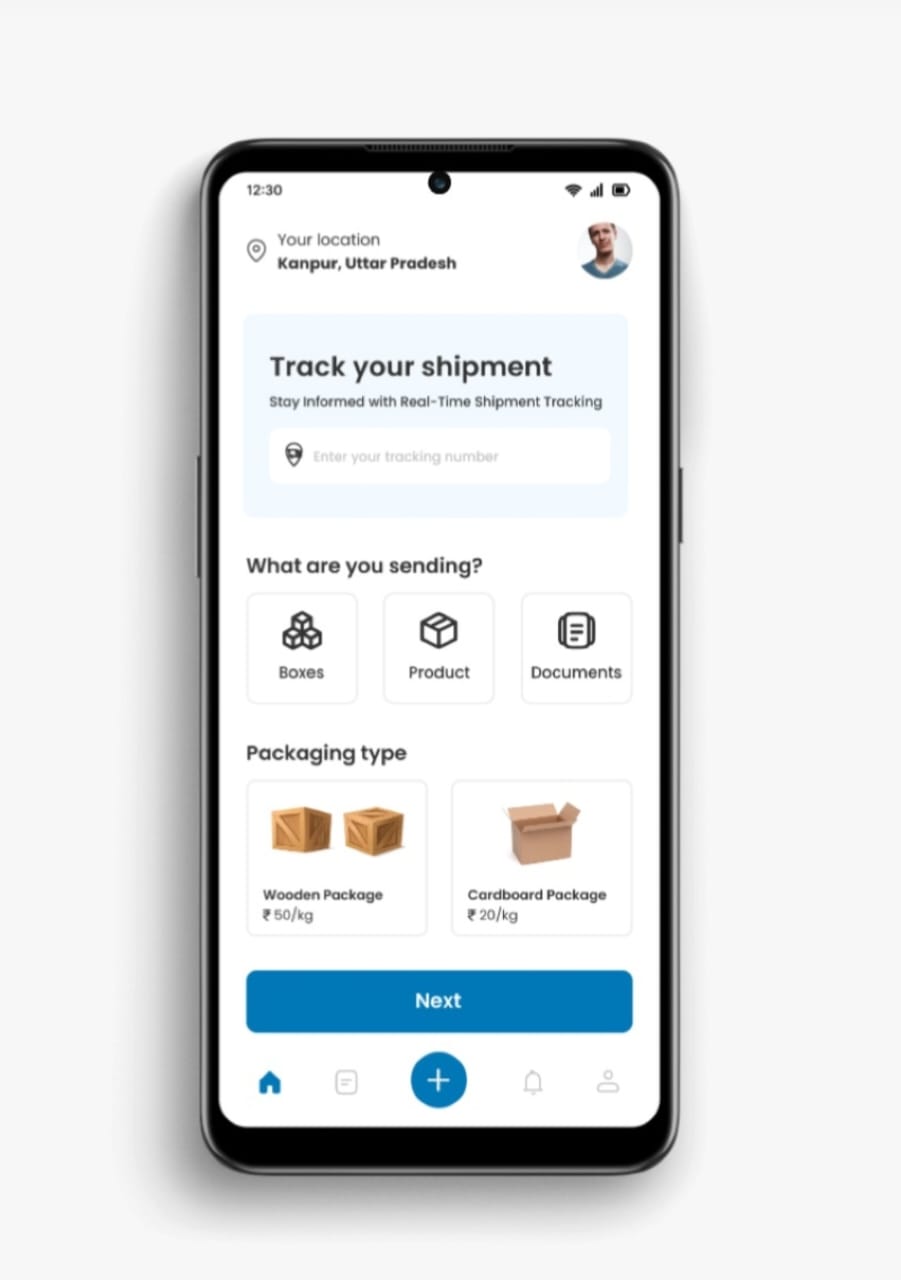 12:30
Your location
Kanpur, Uttar Pradesh
Track your shipment
Stay Informed with Real-Time Shipment Tracking
Enter your tracking number
What are you sending?
Boxes
Product
Documents
Packaging type
Wooden Package
₹ 50/kg
Cardboard Package
₹ 20/kg
Next